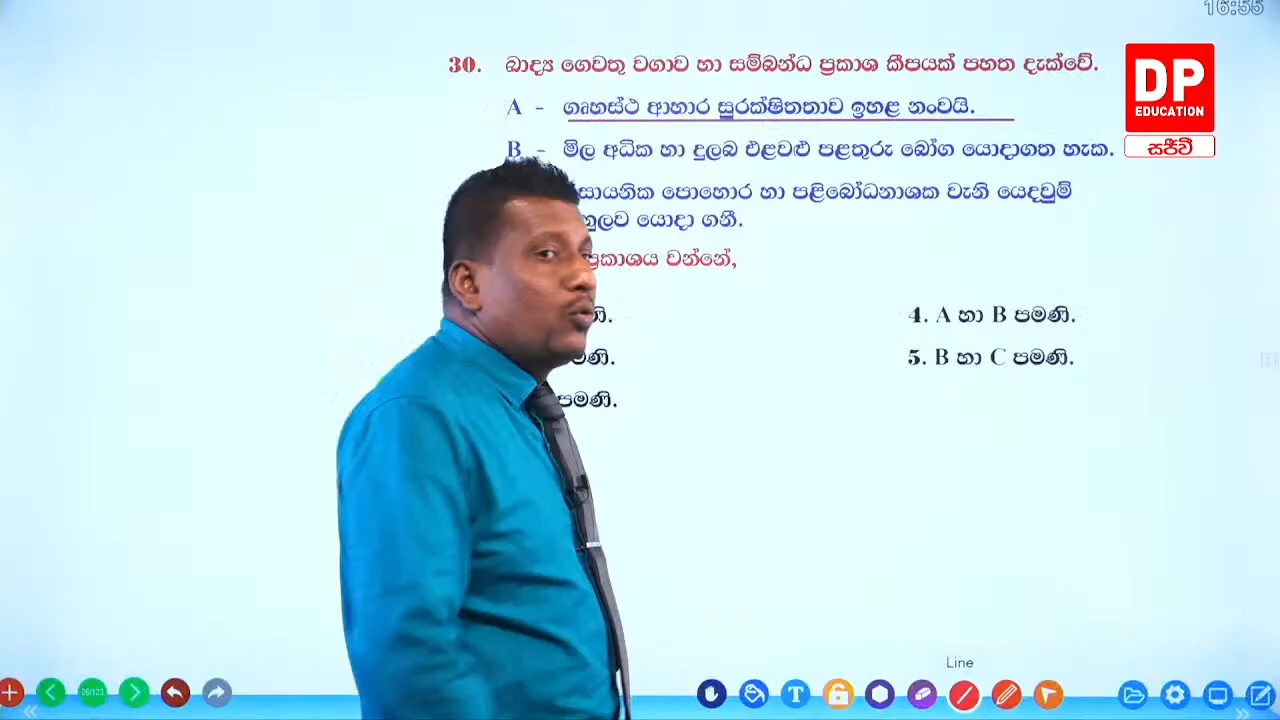 16:55
30. ඛාද්‍ය ගෙවතු වගාව හා සම්බන්ධ ප්‍රකාශ කීපයක් පහත දැක්වේ.
DP
EDUCATION
සජීවී
A - ගෘහස්ථ ආහාර සුරක්ෂිතතාව ඉහළ නංවයි.
B - මිල අධික හා දුලබ එළවළු පළතුරු බෝග යොදාගත හැක.
පොහොර හා පළිබෝධනාශක වැනි යෙදවුම්
යොදා ගනී.
ප්‍රකාශය වන්නේ,
4. A හා B පමණි.
5. B හා C පමණි.
පමණි.
Line
26/123